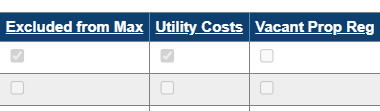 Excluded from Max Utility Costs Vacant Prop Reg